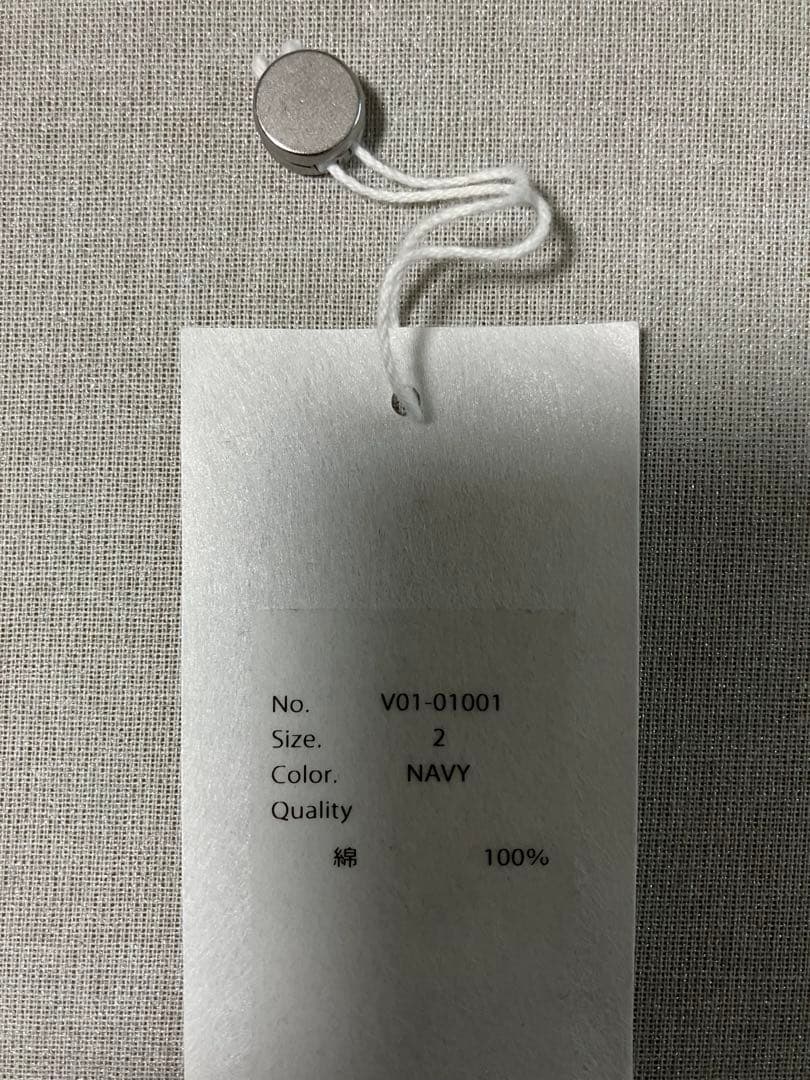 No. V01-01001
Size. 2
Color. NAVY
Quality
綿 100%